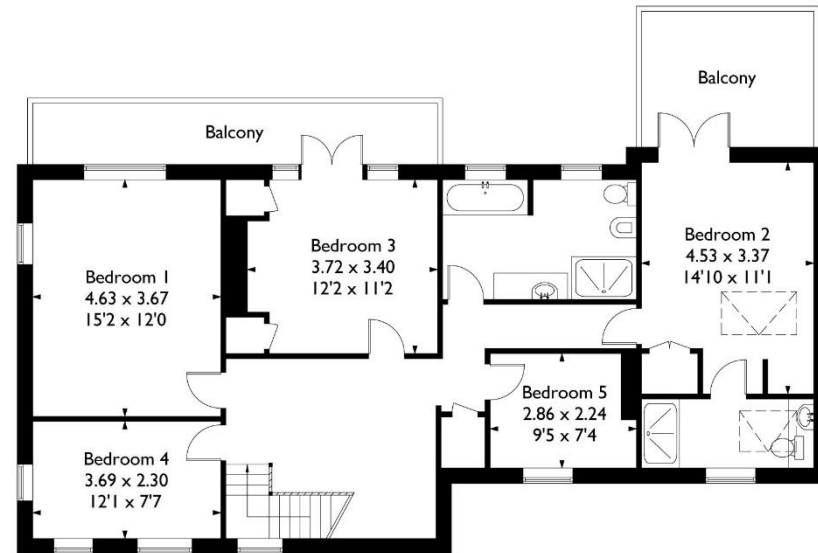 Balcony
Balcony
Bedroom 1
4.63 x 3.67
15'2 x 12'0
Bedroom 3
3.72 x 3.40
12'2 x 11'2
Bedroom 2
4.53 x 3.37
14'10 x 11'1
Bedroom 4
3.69 x 2.30
12'1 x 7'7
Bedroom 5
2.86 x 2.24
9'5 x 7'4